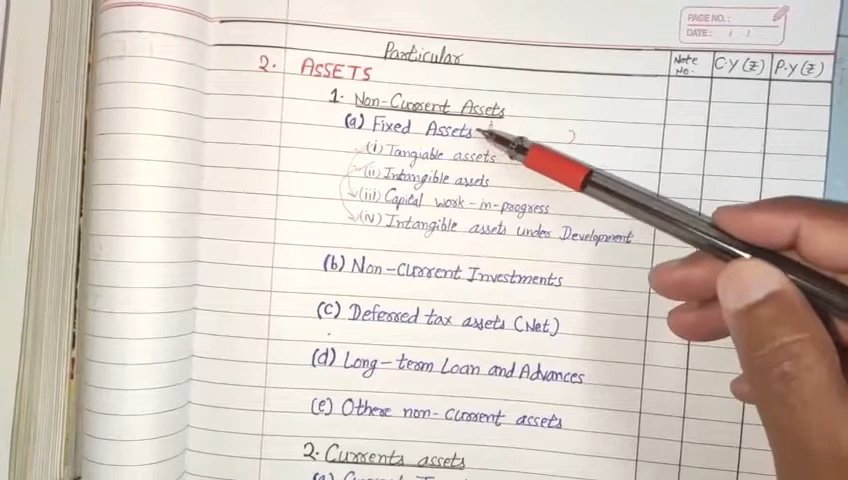 PAGE NO.:
DATE: / /
Particular Note No. C.Y (₹) P.Y (₹)
2. ASSETS
1. Non-Current Assets
(a) Fixed Assets
(i) Tangiable assets
(ii) Intangible assets
(iii) Capital work-in-progress
(iv) Intangible assets under Development
(b) Non-Current Investments
(c) Deferred tax assets (Net)
(d) Long-term Loan and Advances
(e) Othere non-current assets
2. Currents assets
(a)